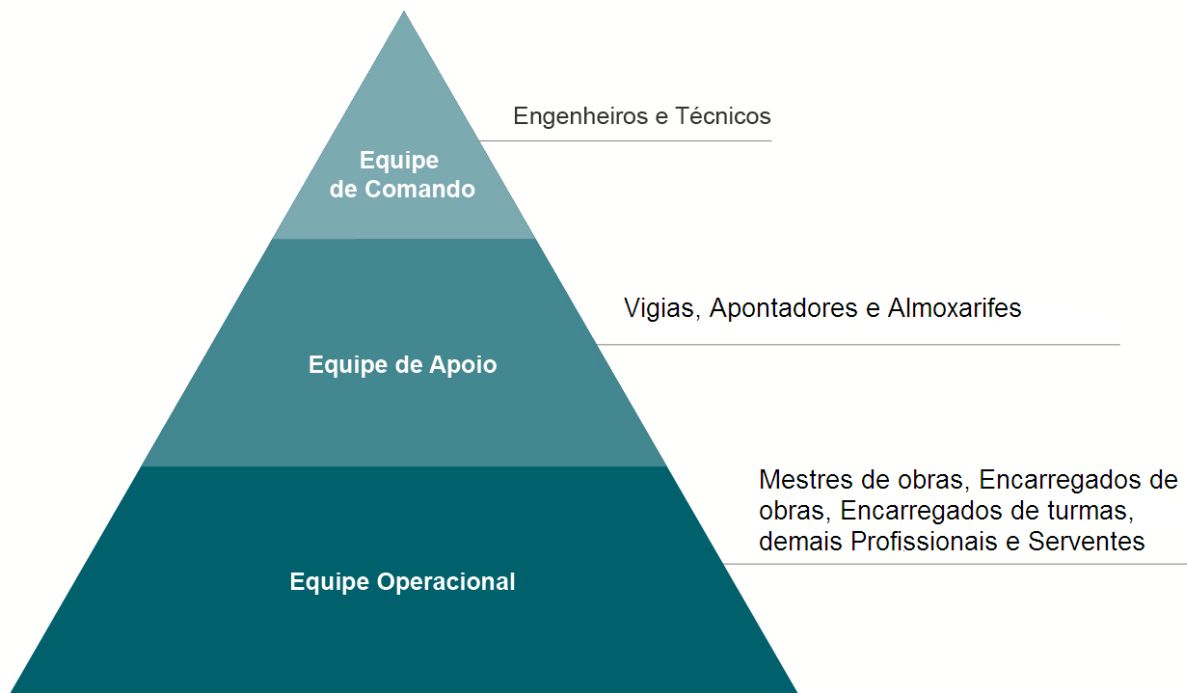 Engenheiros e Técnicos
Equipe
de Comando
Vigias, Apontadores e Almoxarifes
Equipe de Apoio
Mestres de obras, Encarregados de
obras, Encarregados de turmas,
demais Profissionais e Serventes
Equipe Operacional